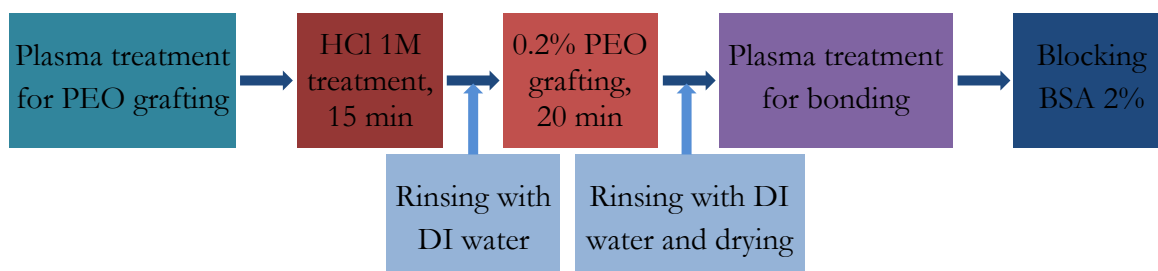 Plasma treatment
for PEO grafting
HCl 1M
treatment,
15 min
0.2% PEO
grafting,
20 min
Plasma treatment
for bonding
Blocking
BSA 2%
Rinsing with
DI water
Rinsing with DI
water and drying